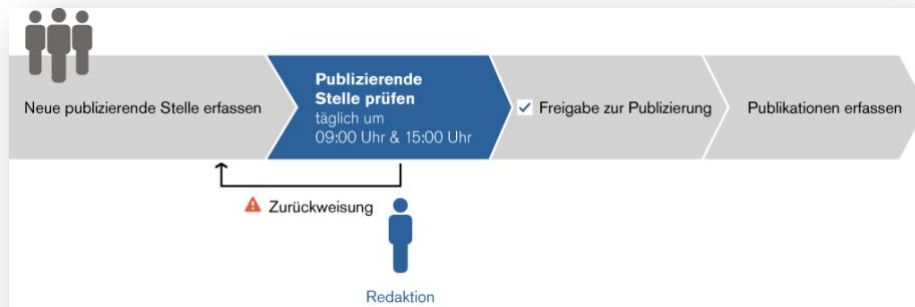 Neue publizierende Stelle erfassen
Publizierende
Stelle prüfen
täglich um
09:00 Uhr & 15:00 Uhr
Freigabe zur Publizierung
Publikationen erfassen
Zurückweisung
Redaktion